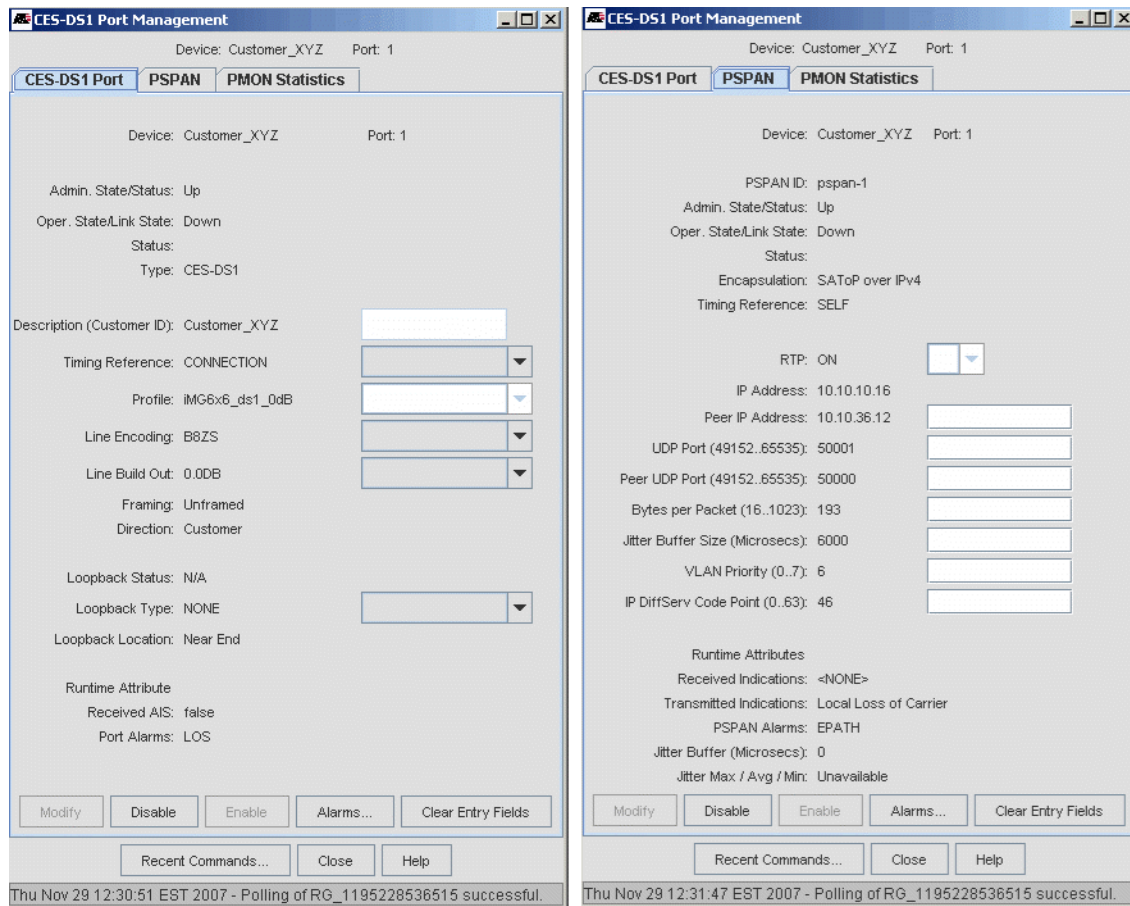 CES-DS1 Port Management
Device: Customer_XYZ Port: 1
CES-DS1 Port PSPAN PMON Statistics
Device: Customer_XYZ Port: 1
Admin. State/Status: Up
Oper. State/Link State: Down
Status:
Type: CES-DS1
Description (Customer ID): Customer_XYZ
Timing Reference: CONNECTION
Profile: iMG6x6_ds1_0dB
Line Encoding: B8ZS
Line Build Out: 0.0DB
Framing: Unframed
Direction: Customer
Loopback Status: N/A
Loopback Type: NONE
Loopback Location: Near End
Runtime Attribute
Received AIS: false
Port Alarms: LOS
Modify Disable Enable Alarms... Clear Entry Fields
Recent Commands... Close Help
Thu Nov 29 12:30:51 EST 2007 - Polling of RG_1195228536515 successful.
CES-DS1 Port Management
Device: Customer_XYZ Port: 1
CES-DS1 Port PSPAN PMON Statistics
Device: Customer_XYZ Port: 1
PSPAN ID: pspan-1
Admin. State/Status: Up
Oper. State/Link State: Down
Status:
Encapsulation: SAToP over IPv4
Timing Reference: SELF
RTP: ON
IP Address: 10.10.10.16
Peer IP Address: 10.10.36.12
UDP Port (49152..65535): 50001
Peer UDP Port (49152..65535): 50000
Bytes per Packet (16..1023): 193
Jitter Buffer Size (Microsecs): 6000
VLAN Priority (0..7): 6
IP DiffServ Code Point (0..63): 46
Runtime Attributes
Received Indications: <NONE>
Transmitted Indications: Local Loss of Carrier
PSPAN Alarms: EPATH
Jitter Buffer (Microsecs): 0
Jitter Max / Avg / Min: Unavailable
Modify Disable Enable Alarms... Clear Entry Fields
Recent Commands... Close Help
Thu Nov 29 12:31:47 EST 2007 - Polling of RG_1195228536515 successful.